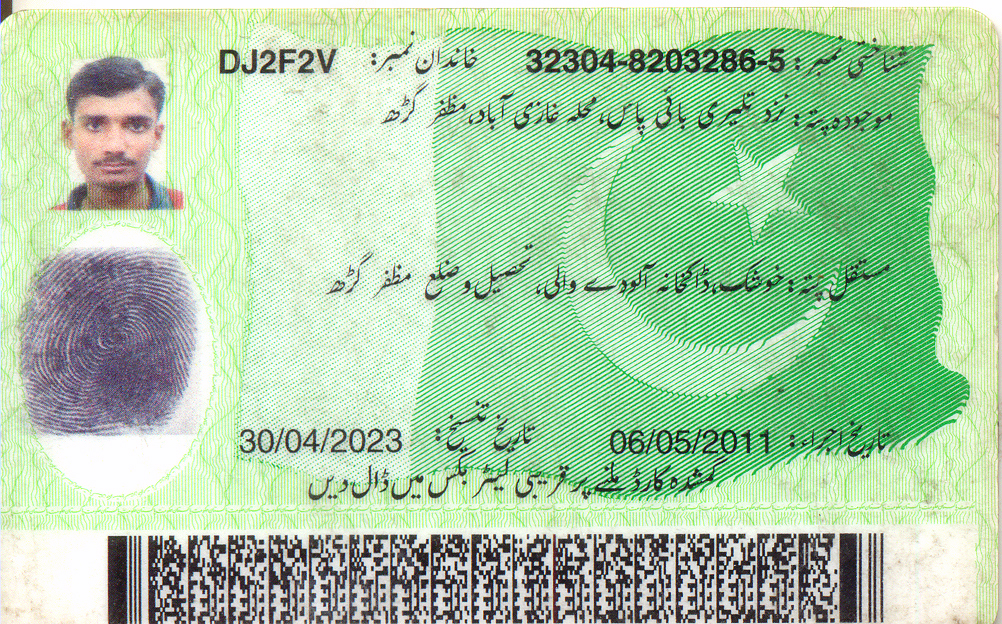 شناختی نمبر: 32304-8203286-5 خاندان نمبر: DJ2F2V
موجودہ پتہ: نزد تلیری بائی پاس، محلہ غازی آباد، مظفر گڑھ
مستقل پتہ: خوشک، ڈاکخانہ آلودے والی، تحصیل و ضلع مظفر گڑھ
تاریخ اجراء: 06/05/2011 تاریخ تنسیخ: 30/04/2023
گمشدہ کارڈ ملنے پر قریبی لیٹر بکس میں ڈال دیں